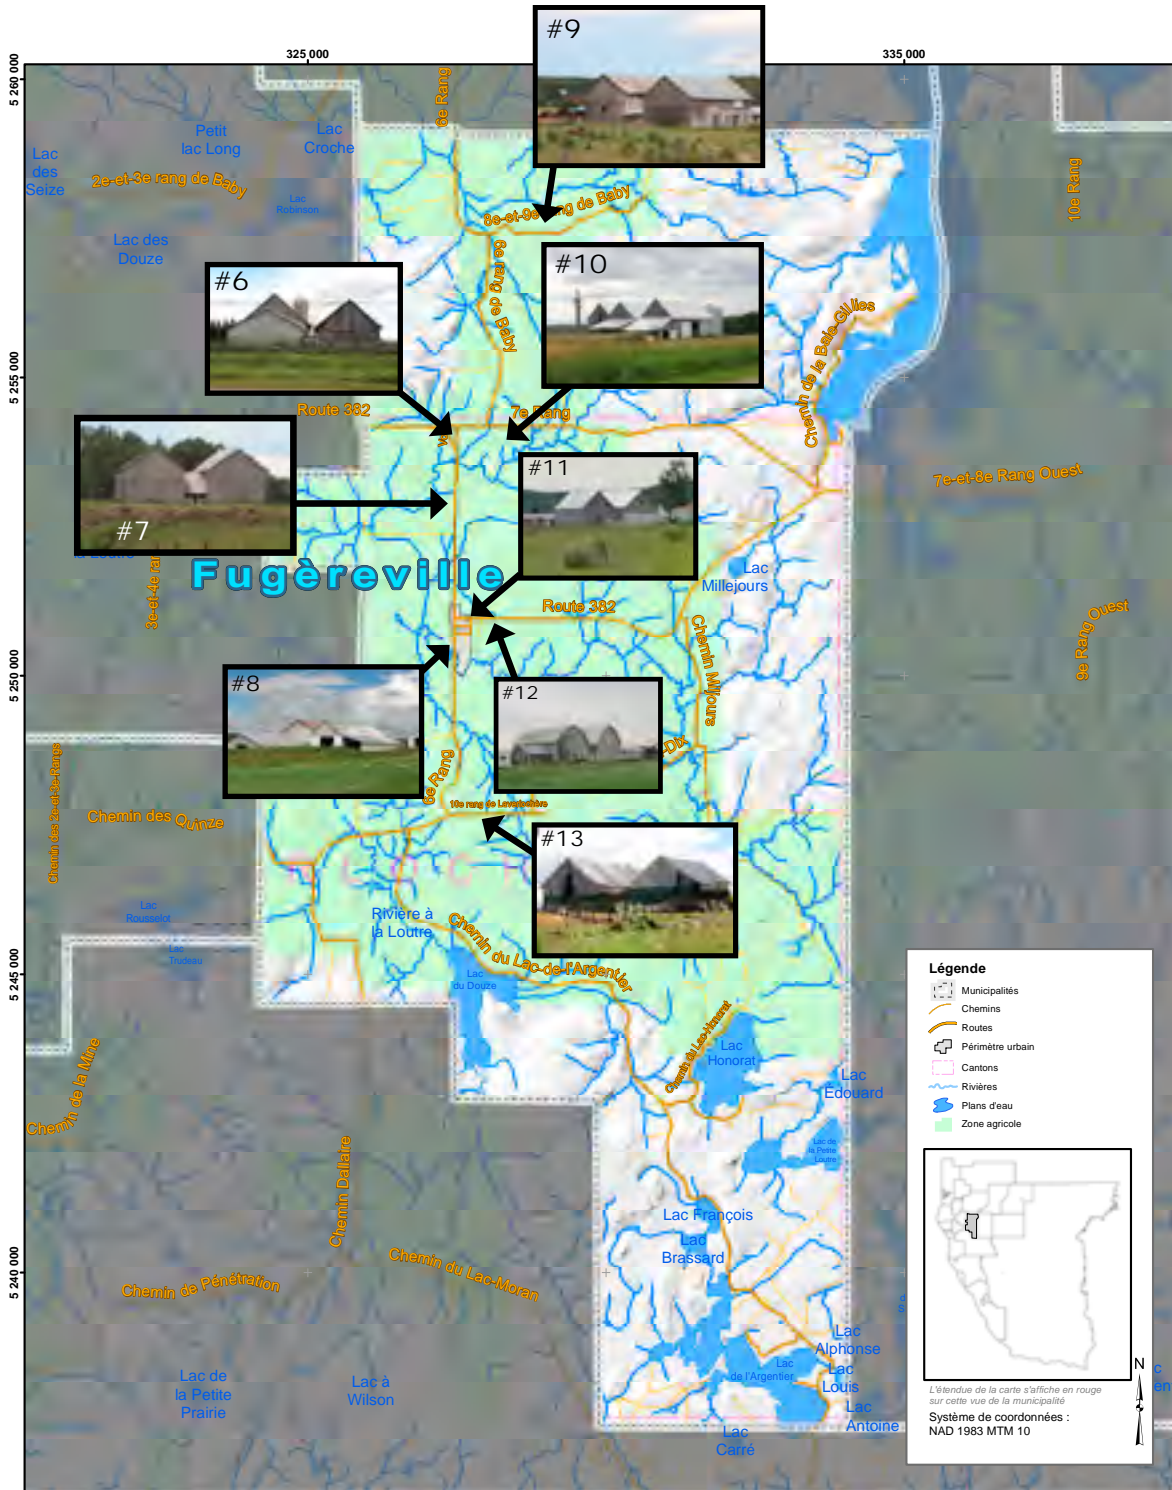 325 000
335 000
5 260 000
5 255 000
5 250 000
5 245 000
5 240 000
#9
6e Rang
Petit
lac Long
Lac
Croche
Lac
des
Seize
2e-et-3e rang de Baby
Lac
Robinson
8e-et-9e rang de Baby
10e Rang
Lac des
Douze
6e rang de Baby
#6
#10
Chemin de la Baie-Gillies
Route 382
7e Rang
#7
#11
7e-et-8e Rang Ouest
la Loutre
3e-et-4e ran
Fugèreville
Lac
Millejours
Route 382
Chemin Miljours
9e Rang Ouest
#8
#12
-Dix
6e Rang
10e rang de Laverlochère
Chemin des 2e-et-3e-Rangs
Chemin des Quinze
#13
L O C H
Lac
Rousselot
Rivière à
la Loutre
Lac
Trudeau
Chemin du Lac-de-l'Argentier
Lac
du Douze
Chemin du Lac-Honorat
Lac
Honorat
Lac
Édouard
Chemin de la Mine
Lac de
la Petite
Loutre
Chemin Dallaire
Lac François
Lac
Brassard
Chemin du Lac-Moran
Chemin de Pénétration
Lac
Alphonse
Lac
de l'Argentier
Lac
Louis
Lac de
la Petite
Prairie
Lac à
Wilson
Lac
Antoine
Lac
Carré
Légende
Municipalités
Chemins
Routes
Périmètre urbain
Cantons
Rivières
Plans d'eau
Zone agricole
N
L'étendue de la carte s'affiche en rouge
sur cette vue de la municipalité
Système de coordonnées :
NAD 1983 MTM 10